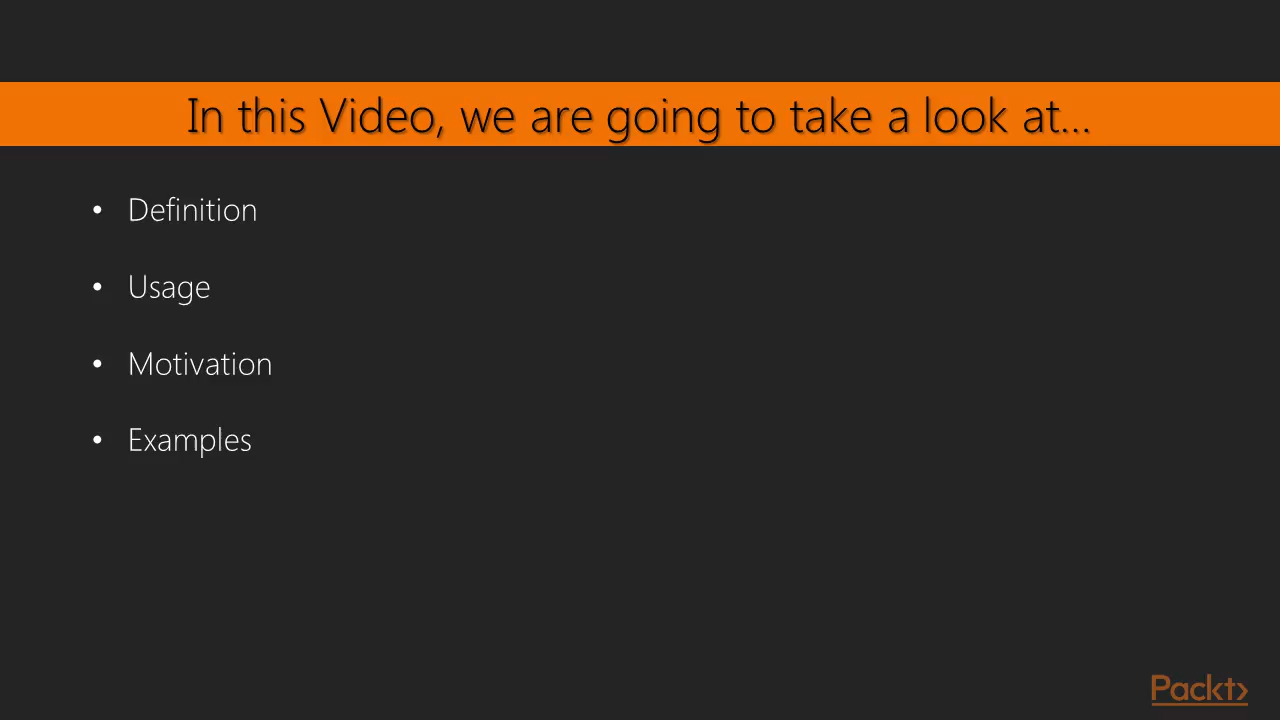 In this Video, we are going to take a look at...
• Definition
• Usage
• Motivation
• Examples
Packt>